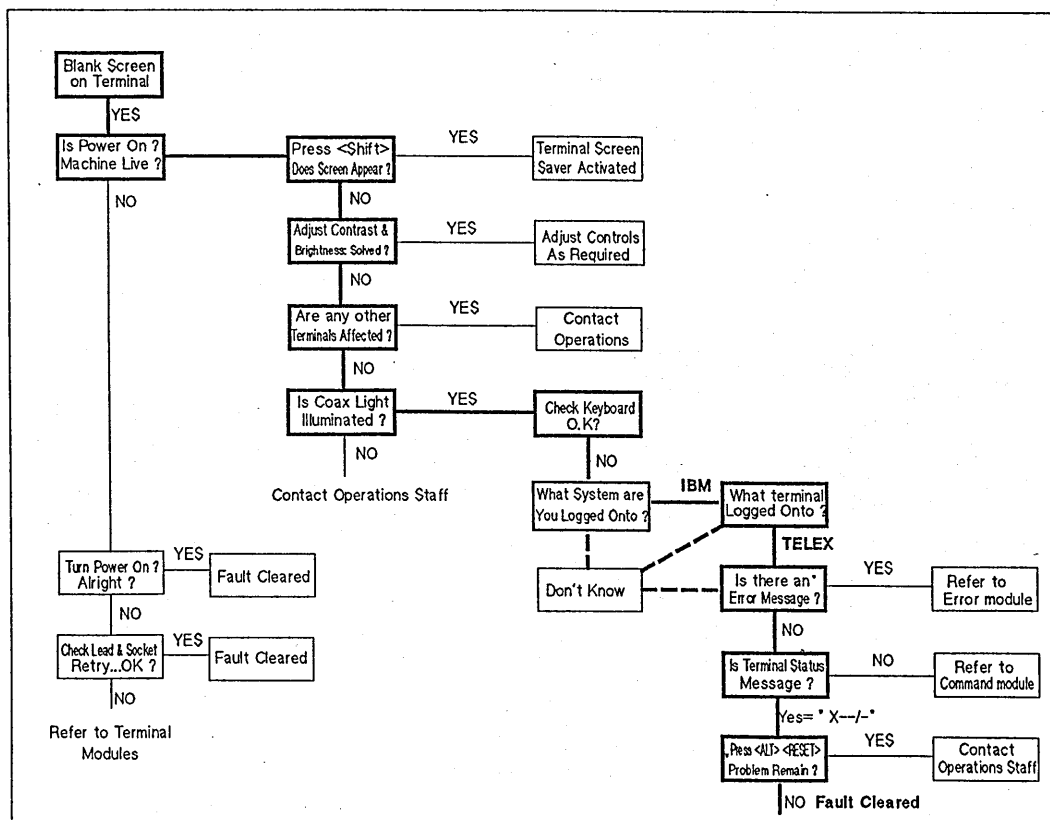 Blank Screen
on Terminal
YES
Is Power On ?
Machine Live ?
NO
Press <Shift>
Does Screen Appear ?
YES
Terminal Screen
Saver Activated
NO
Adjust Contrast &
Brightness: Solved ?
YES
Adjust Controls
As Required
NO
Are any other
Terminals Affected ?
YES
Contact
Operations
NO
Is Coax Light
Illuminated ?
YES
Check Keyboard
O.K?
NO
Contact Operations Staff
NO
What System are
You Logged Onto ?
IBM
What terminal
Logged Onto ?
TELEX
Don't Know
Is there an"
Error Message ?
YES
Refer to
Error module
NO
Is Terminal Status
Message ?
NO
Refer to
Command module
Yes= " X--/-"
Press <ALT> <RESET>
Problem Remain ?
YES
Contact
Operations Staff
NO Fault Cleared
Turn Power On ?
Alright ?
YES
Fault Cleared
NO
Check Lead & Socket
Retry...OK ?
YES
Fault Cleared
NO
Refer to Terminal
Modules